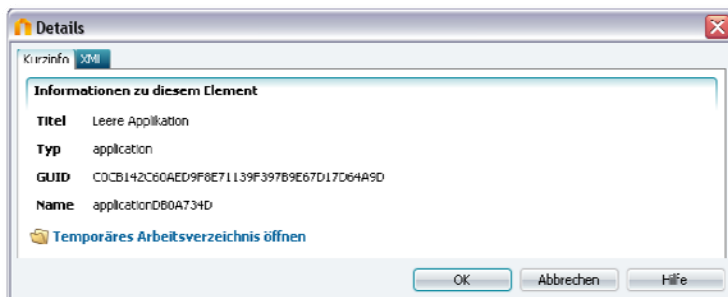 Details
Kurzinfo XML
Informationen zu diesem Element
Titel Leere Applikation
Typ application
GUID C0CB142C60AED9F8E71139F397B9E67D17D64A9D
Name applicationDB0A734D
Temporäres Arbeitsverzeichnis öffnen
OK Abbrechen Hilfe